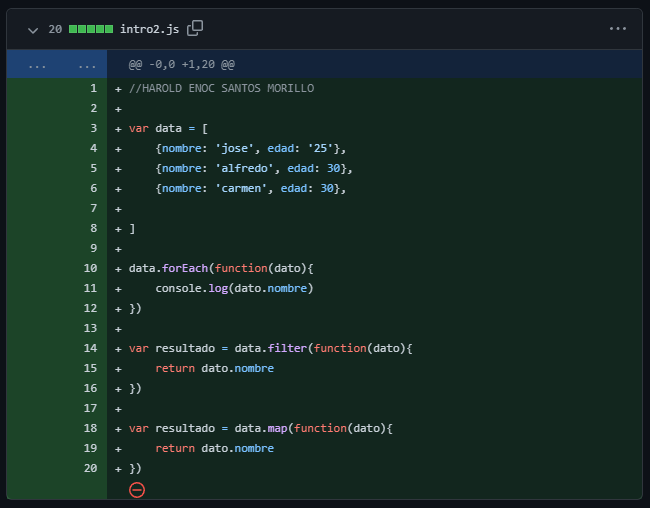 20 intro2.js
... ... @@ -0,0 +1,20 @@
1 + //HAROLD ENOC SANTOS MORILLO
2 +
3 + var data = [
4 +     {nombre: 'jose', edad: '25'},
5 +     {nombre: 'alfredo', edad: 30},
6 +     {nombre: 'carmen', edad: 30},
7 +
8 + ]
9 +
10 + data.forEach(function(dato){
11 +     console.log(dato.nombre)
12 + })
13 +
14 + var resultado = data.filter(function(dato){
15 +     return dato.nombre
16 + })
17 +
18 + var resultado = data.map(function(dato){
19 +     return dato.nombre
20 + })